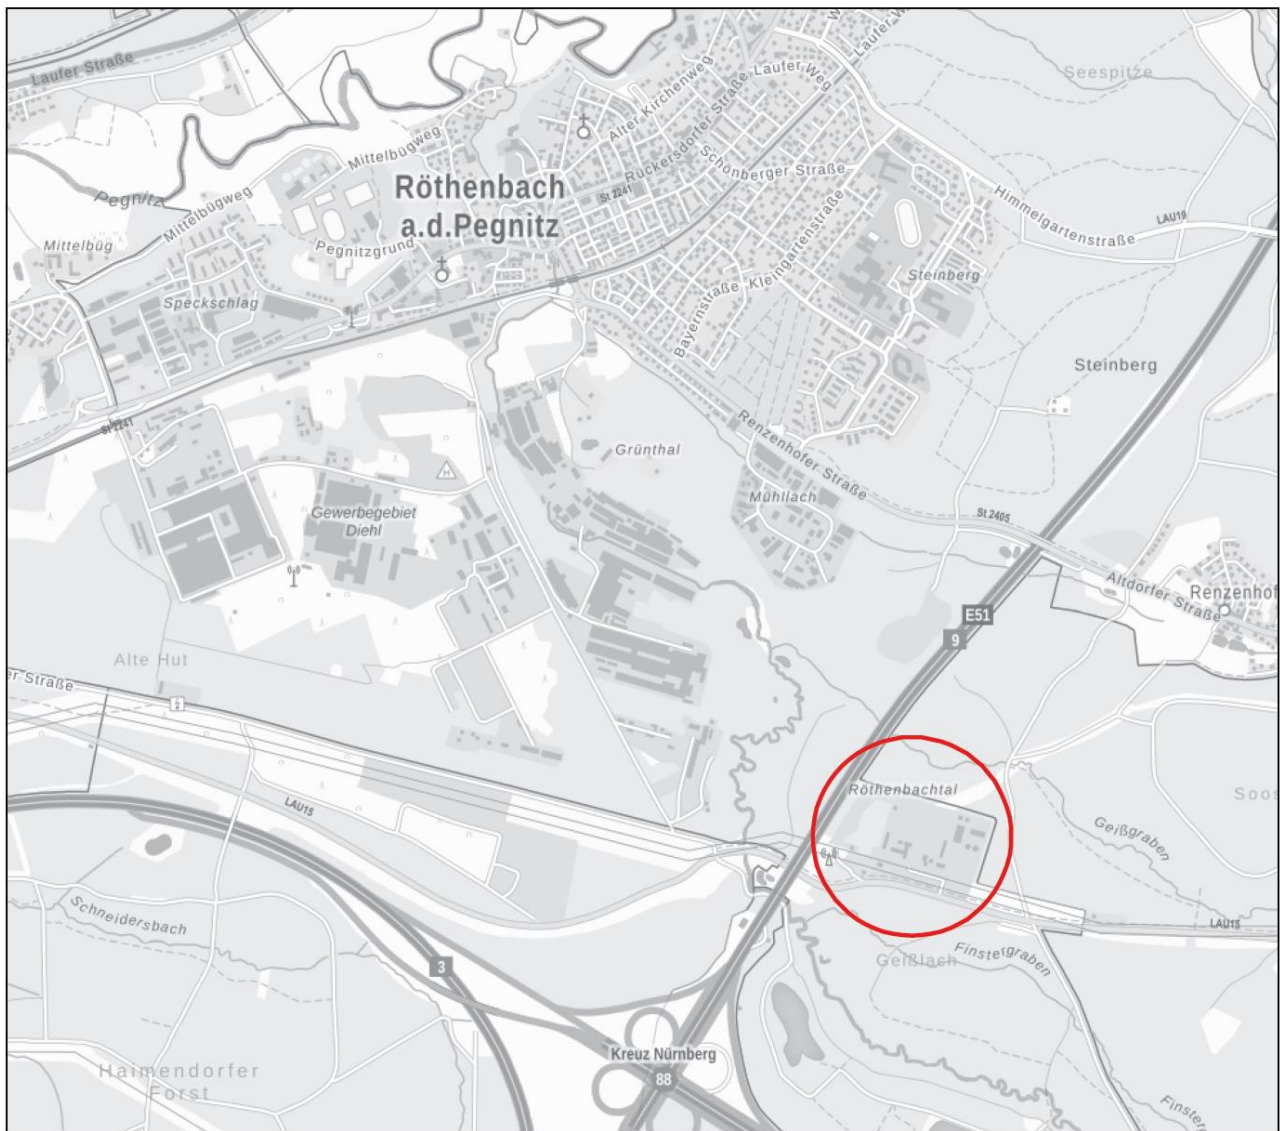 Laufer Straße
Laufer W
Seespitze
Laufer Weg
Alter Kirchenweg
Rückersdorfer Straße
Mittelbügweg
Schönberger Straße
Röthenbach
a.d.Pegnitz
St 2241
Pegnitz
Mittelbügweg
Himmelgartenstraße
LAU19
Mittelbüg
Pegnitzgrund
Kleingartenstraße
Bayernstraße
Steinberg
Speckschlag
Steinberg
St 2241
Renzenhofer Straße
Grünthal
Mühllach
Gewerbegebiet
Diehl
H
St 2405
Altdorfer Straße
Renzenhof
E51
9
Alte Hut
er Straße
Röthenbachtal
Soos
LAU15
Geißgraben
Schneidersbach
LAU15
3
Geißlach
Finstergraben
Kreuz Nürnberg
88
Haimendorfer
Forst
Finsterg